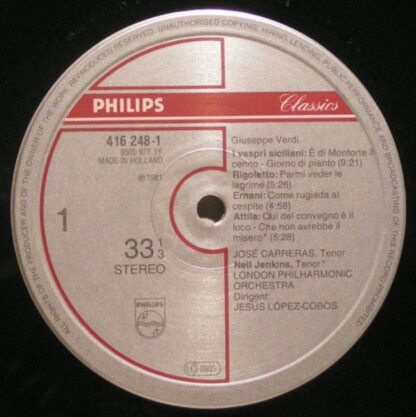 ALL RIGHTS OF THE PRODUCER AND OF THE OWNER OF THE WORK REPRODUCED RESERVED. UNAUTHORISED COPYING, HIRING, LENDING, PUBLIC PERFORMANCE AND BROADCASTING OF THIS RECORD PROHIBITED
PHILIPS Classics
416 248-1
9500 977.1Y
MADE IN HOLLAND
℗ 1981
1
33 1/3
STEREO
PHILIPS
Giuseppe Verdi
I vespri siciliani: È di Monforte il
cenno - Giorno di pianto (9:21)
Rigoletto: Parmi veder le
lagrime (5:26)
Ernani: Come rugiada al
cespite (4:58)
Attila: Qui del convegno è il
loco - Che non avrebbe il
misero* (5:28)
JOSÉ CARRERAS, Tenor
Neil Jenkins, Tenor*
LONDON PHILHARMONIC
ORCHESTRA
Dirigent:
JESÚS LÓPEZ-COBOS